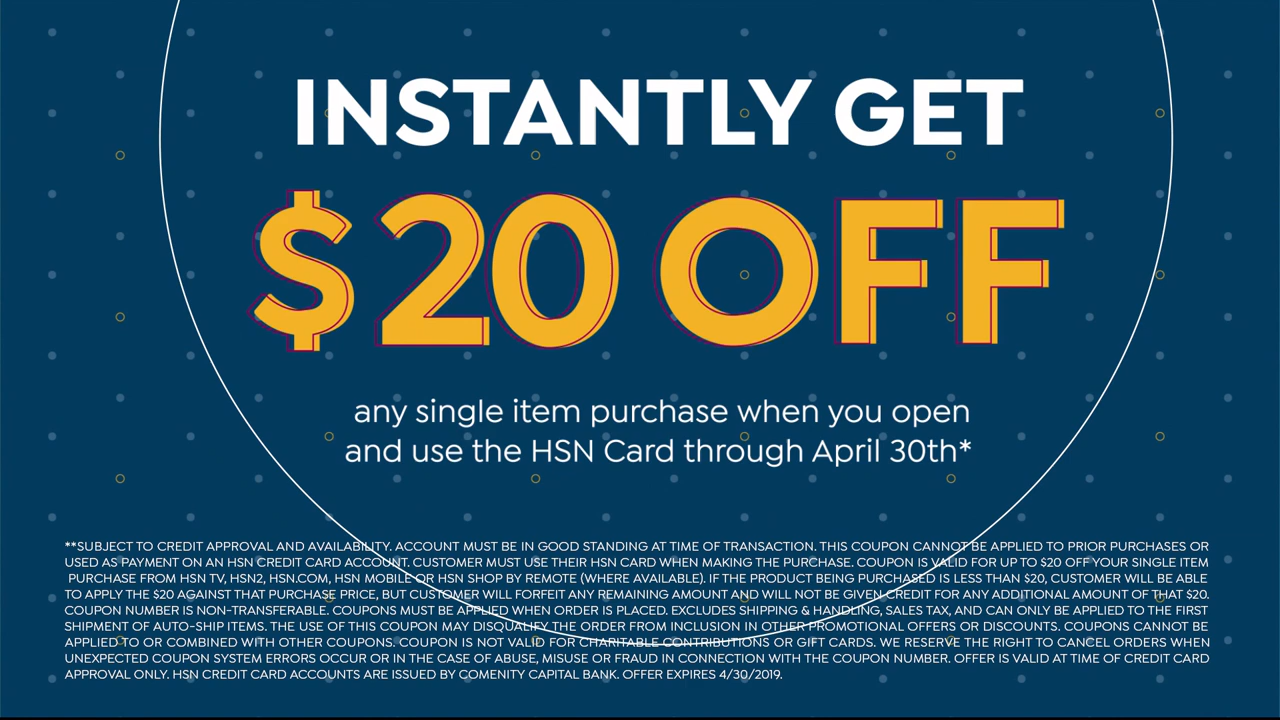 INSTANTLY GET
$20 OFF
any single item purchase when you open
and use the HSN Card through April 30th*
**SUBJECT TO CREDIT APPROVAL AND AVAILABILITY. ACCOUNT MUST BE IN GOOD STANDING AT TIME OF TRANSACTION. THIS COUPON CANNOT BE APPLIED TO PRIOR PURCHASES OR
USED AS PAYMENT ON AN HSN CREDIT CARD ACCOUNT. CUSTOMER MUST USE THEIR HSN CARD WHEN MAKING THE PURCHASE. COUPON IS VALID FOR UP TO $20 OFF YOUR SINGLE ITEM
PURCHASE FROM HSN TV, HSN2, HSN.COM, HSN MOBILE OR HSN SHOP BY REMOTE (WHERE AVAILABLE). IF THE PRODUCT BEING PURCHASED IS LESS THAN $20, CUSTOMER WILL BE ABLE
TO APPLY THE $20 AGAINST THAT PURCHASE PRICE, BUT CUSTOMER WILL FORFEIT ANY REMAINING AMOUNT AND WILL NOT BE GIVEN CREDIT FOR ANY ADDITIONAL AMOUNT OF THAT $20.
COUPON NUMBER IS NON-TRANSFERABLE. COUPONS MUST BE APPLIED WHEN ORDER IS PLACED. EXCLUDES SHIPPING & HANDLING, SALES TAX, AND CAN ONLY BE APPLIED TO THE FIRST
SHIPMENT OF AUTO-SHIP ITEMS. THE USE OF THIS COUPON MAY DISQUALIFY THE ORDER FROM INCLUSION IN OTHER PROMOTIONAL OFFERS OR DISCOUNTS. COUPONS CANNOT BE
APPLIED TO OR COMBINED WITH OTHER COUPONS. COUPON IS NOT VALID FOR CHARITABLE CONTRIBUTIONS OR GIFT CARDS. WE RESERVE THE RIGHT TO CANCEL ORDERS WHEN
UNEXPECTED COUPON SYSTEM ERRORS OCCUR OR IN THE CASE OF ABUSE, MISUSE OR FRAUD IN CONNECTION WITH THE COUPON NUMBER. OFFER IS VALID AT TIME OF CREDIT CARD
APPROVAL ONLY. HSN CREDIT CARD ACCOUNTS ARE ISSUED BY COMENITY CAPITAL BANK. OFFER EXPIRES 4/30/2019.